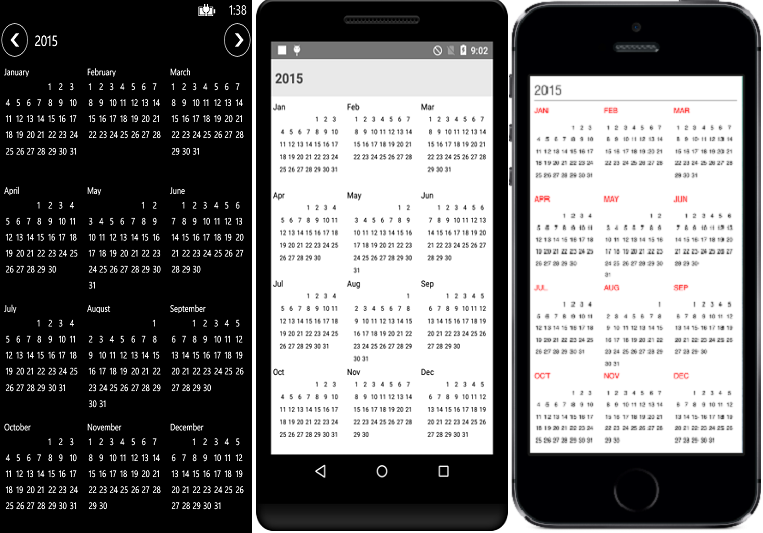 1:38
2015
January February March
1 2 3 1 2 3 4 5 6 7 1 2 3 4 5 6 7
4 5 6 7 8 9 10 8 9 10 11 12 13 14 8 9 10 11 12 13 14
11 12 13 14 15 16 17 15 16 17 18 19 20 21 15 16 17 18 19 20 21
18 19 20 21 22 23 24 22 23 24 25 26 27 28 22 23 24 25 26 27 28
25 26 27 28 29 30 31 29 30 31
April May June
1 2 3 4 1 2 1 2 3 4 5 6
5 6 7 8 9 10 11 3 4 5 6 7 8 9 7 8 9 10 11 12 13
12 13 14 15 16 17 18 10 11 12 13 14 15 16 14 15 16 17 18 19 20
19 20 21 22 23 24 25 17 18 19 20 21 22 23 21 22 23 24 25 26 27
26 27 28 29 30 24 25 26 27 28 29 30 28 29 30
31
July August September
1 2 3 4 1 1 2 3 4 5
5 6 7 8 9 10 11 2 3 4 5 6 7 8 6 7 8 9 10 11 12
12 13 14 15 16 17 18 9 10 11 12 13 14 15 13 14 15 16 17 18 19
19 20 21 22 23 24 25 16 17 18 19 20 21 22 20 21 22 23 24 25 26
26 27 28 29 30 31 23 24 25 26 27 28 29 27 28 29 30
30 31
October November December
1 2 3 1 2 3 4 5 6 7 1 2 3 4 5
4 5 6 7 8 9 10 8 9 10 11 12 13 14 6 7 8 9 10 11 12
11 12 13 14 15 16 17 15 16 17 18 19 20 21 13 14 15 16 17 18 19
18 19 20 21 22 23 24 22 23 24 25 26 27 28 20 21 22 23 24 25 26
25 26 27 28 29 30 31 29 30 27 28 29 30 31
9:02
2015
Jan Feb Mar
1 2 3 1 2 3 4 5 6 7 1 2 3 4 5 6 7
4 5 6 7 8 9 10 8 9 10 11 12 13 14 8 9 10 11 12 13 14
11 12 13 14 15 16 17 15 16 17 18 19 20 21 15 16 17 18 19 20 21
18 19 20 21 22 23 24 22 23 24 25 26 27 28 22 23 24 25 26 27 28
25 26 27 28 29 30 31 29 30 31
Apr May Jun
1 2 3 4 1 2 1 2 3 4 5 6
5 6 7 8 9 10 11 3 4 5 6 7 8 9 7 8 9 10 11 12 13
12 13 14 15 16 17 18 10 11 12 13 14 15 16 14 15 16 17 18 19 20
19 20 21 22 23 24 25 17 18 19 20 21 22 23 21 22 23 24 25 26 27
26 27 28 29 30 24 25 26 27 28 29 30 28 29 30
31
Jul Aug Sep
1 2 3 4 1 1 2 3 4 5
5 6 7 8 9 10 11 2 3 4 5 6 7 8 6 7 8 9 10 11 12
12 13 14 15 16 17 18 9 10 11 12 13 14 15 13 14 15 16 17 18 19
19 20 21 22 23 24 25 16 17 18 19 20 21 22 20 21 22 23 24 25 26
26 27 28 29 30 31 23 24 25 26 27 28 29 27 28 29 30
30 31
Oct Nov Dec
1 2 3 1 2 3 4 5 6 7 1 2 3 4 5
4 5 6 7 8 9 10 8 9 10 11 12 13 14 6 7 8 9 10 11 12
11 12 13 14 15 16 17 15 16 17 18 19 20 21 13 14 15 16 17 18 19
18 19 20 21 22 23 24 22 23 24 25 26 27 28 20 21 22 23 24 25 26
25 26 27 28 29 30 31 29 30 27 28 29 30 31
2015
JAN FEB MAR
1 2 3 1 2 3 4 5 6 7 1 2 3 4 5 6 7
4 5 6 7 8 9 10 8 9 10 11 12 13 14 8 9 10 11 12 13 14
11 12 13 14 15 16 17 15 16 17 18 19 20 21 15 16 17 18 19 20 21
18 19 20 21 22 23 24 22 23 24 25 26 27 28 22 23 24 25 26 27 28
25 26 27 28 29 30 31 29 30 31
APR MAY JUN
1 2 3 4 1 2 1 2 3 4 5 6
5 6 7 8 9 10 11 3 4 5 6 7 8 9 7 8 9 10 11 12 13
12 13 14 15 16 17 18 10 11 12 13 14 15 16 14 15 16 17 18 19 20
19 20 21 22 23 24 25 17 18 19 20 21 22 23 21 22 23 24 25 26 27
26 27 28 29 30 24 25 26 27 28 29 30 28 29 30
31
JUL AUG SEP
1 2 3 4 1 1 2 3 4 5
5 6 7 8 9 10 11 2 3 4 5 6 7 8 6 7 8 9 10 11 12
12 13 14 15 16 17 18 9 10 11 12 13 14 15 13 14 15 16 17 18 19
19 20 21 22 23 24 25 16 17 18 19 20 21 22 20 21 22 23 24 25 26
26 27 28 29 30 31 23 24 25 26 27 28 29 27 28 29 30
30 31
OCT NOV DEC
1 2 3 1 2 3 4 5 6 7 1 2 3 4 5
4 5 6 7 8 9 10 8 9 10 11 12 13 14 6 7 8 9 10 11 12
11 12 13 14 15 16 17 15 16 17 18 19 20 21 13 14 15 16 17 18 19
18 19 20 21 22 23 24 22 23 24 25 26 27 28 20 21 22 23 24 25 26
25 26 27 28 29 30 31 29 30 27 28 29 30 31